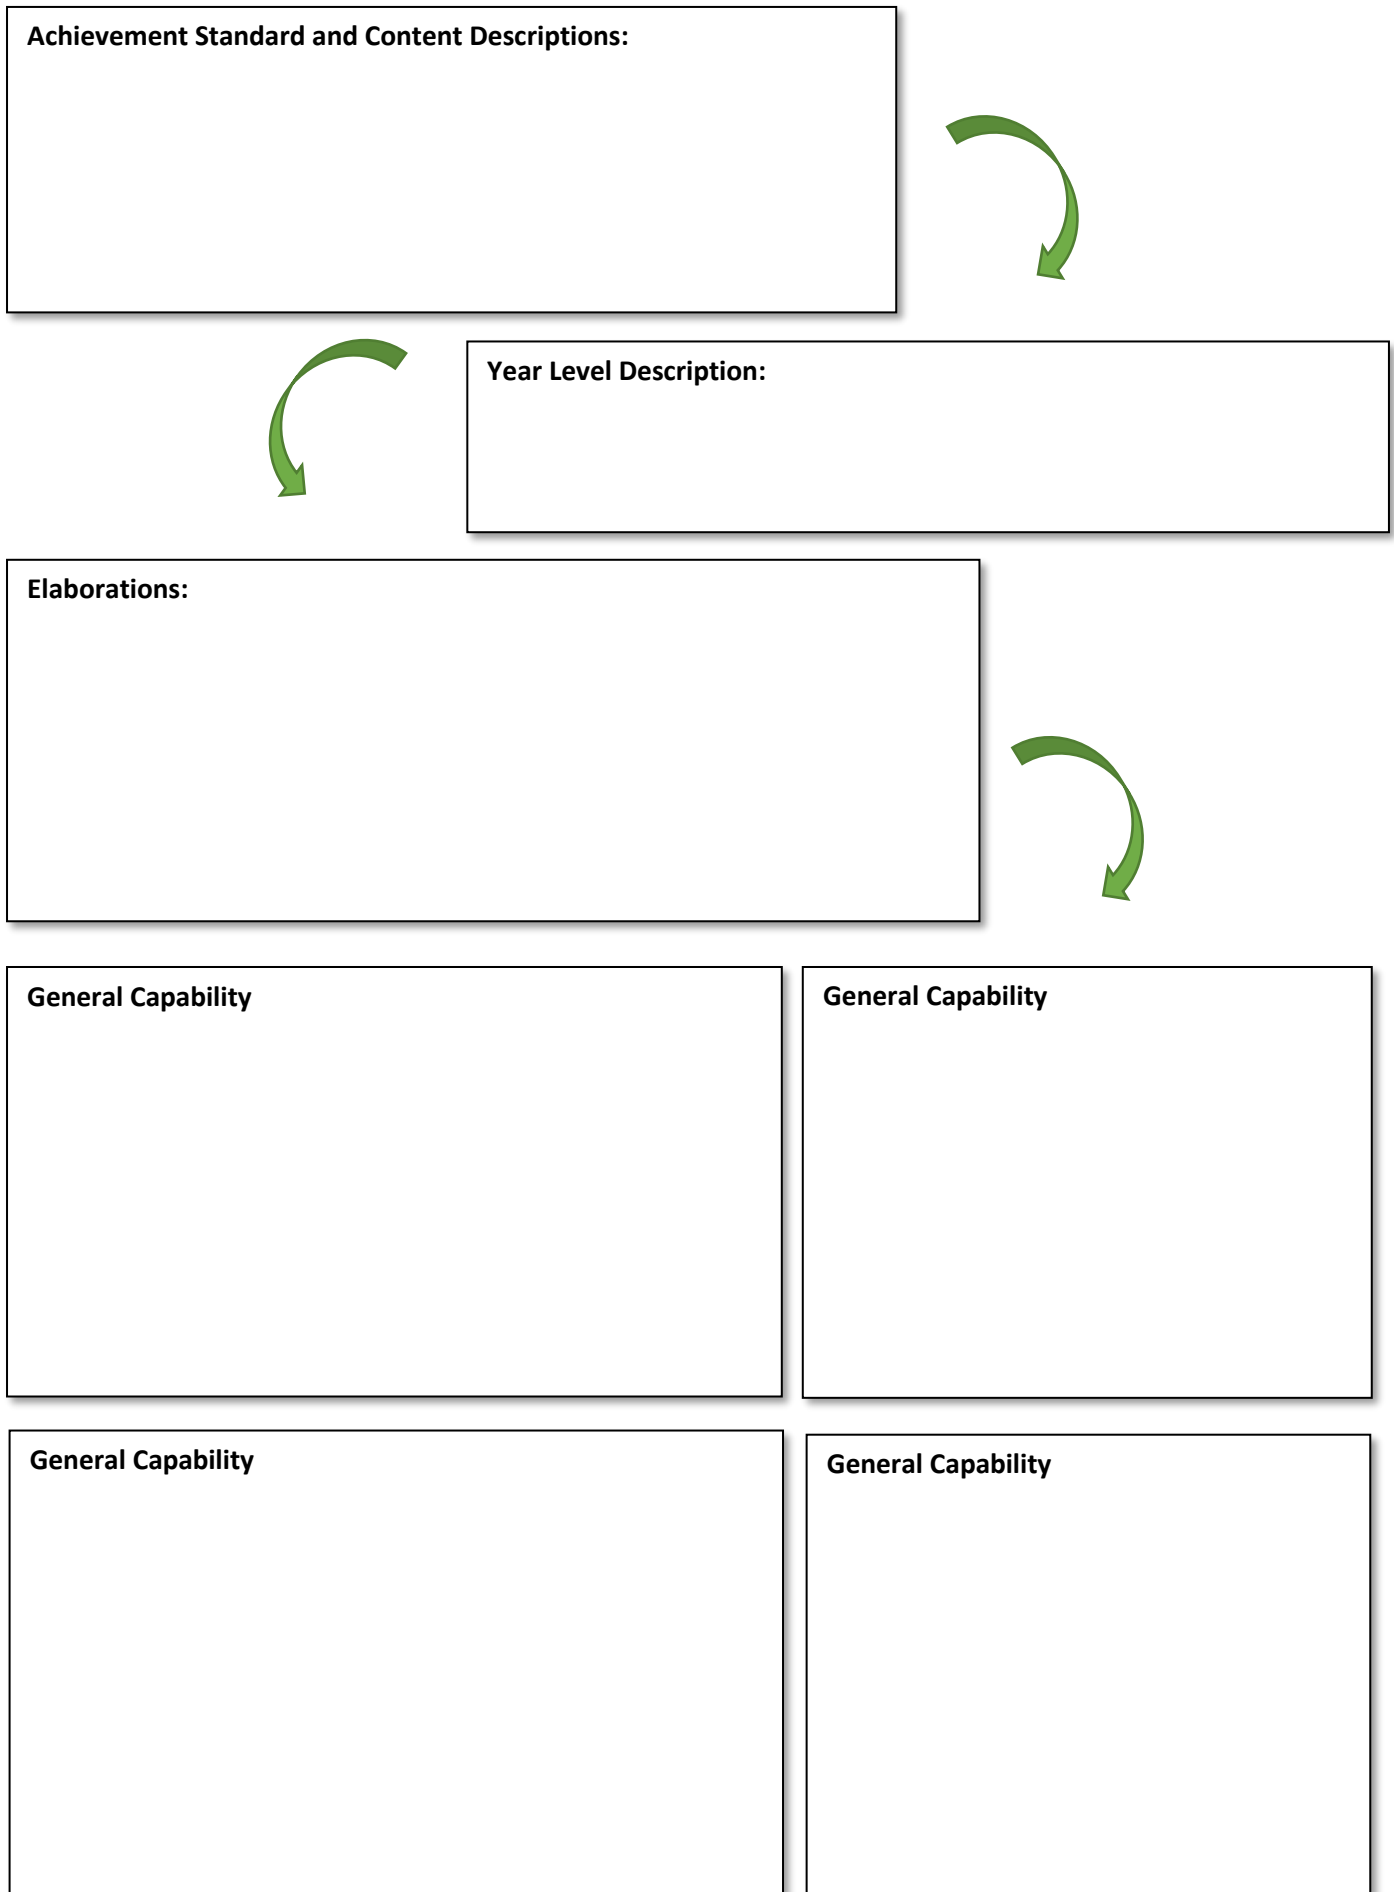 Achievement Standard and Content Descriptions:
Year Level Description:
Elaborations:
General Capability
General Capability
General Capability
General Capability